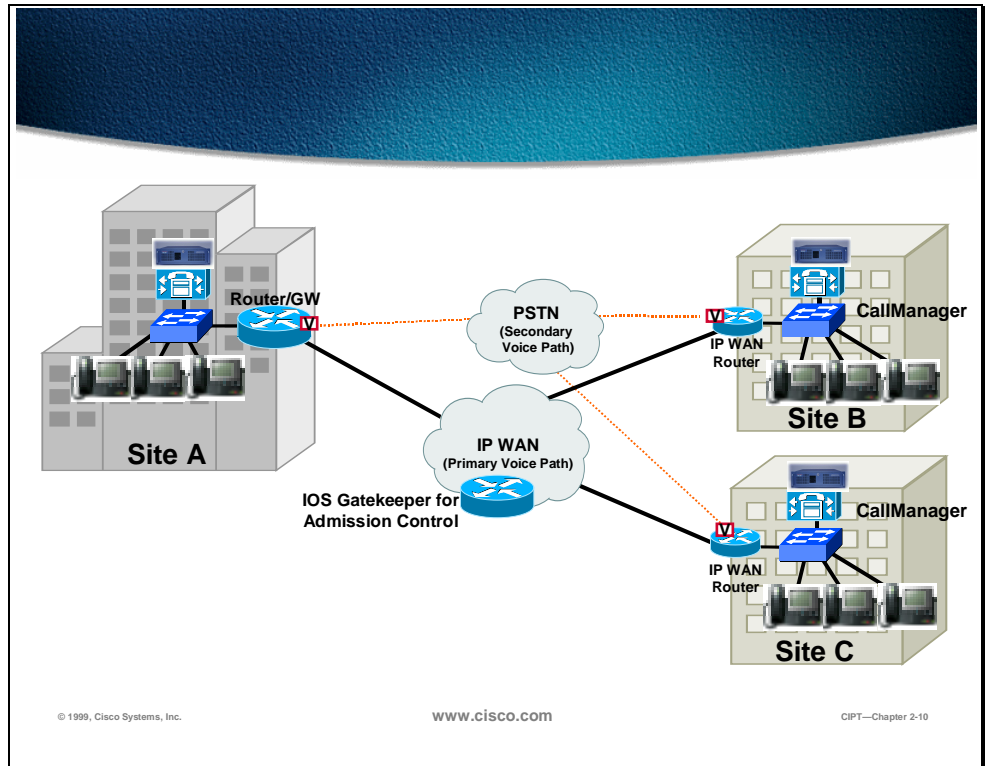 Router/GW
V
Site A
PSTN
(Secondary
Voice Path)
IP WAN
(Primary Voice Path)
IOS Gatekeeper for
Admission Control
V
IP WAN
Router
CallManager
Site B
V
IP WAN
Router
CallManager
Site C
© 1999, Cisco Systems, Inc.
www.cisco.com
CIPT—Chapter 2-10